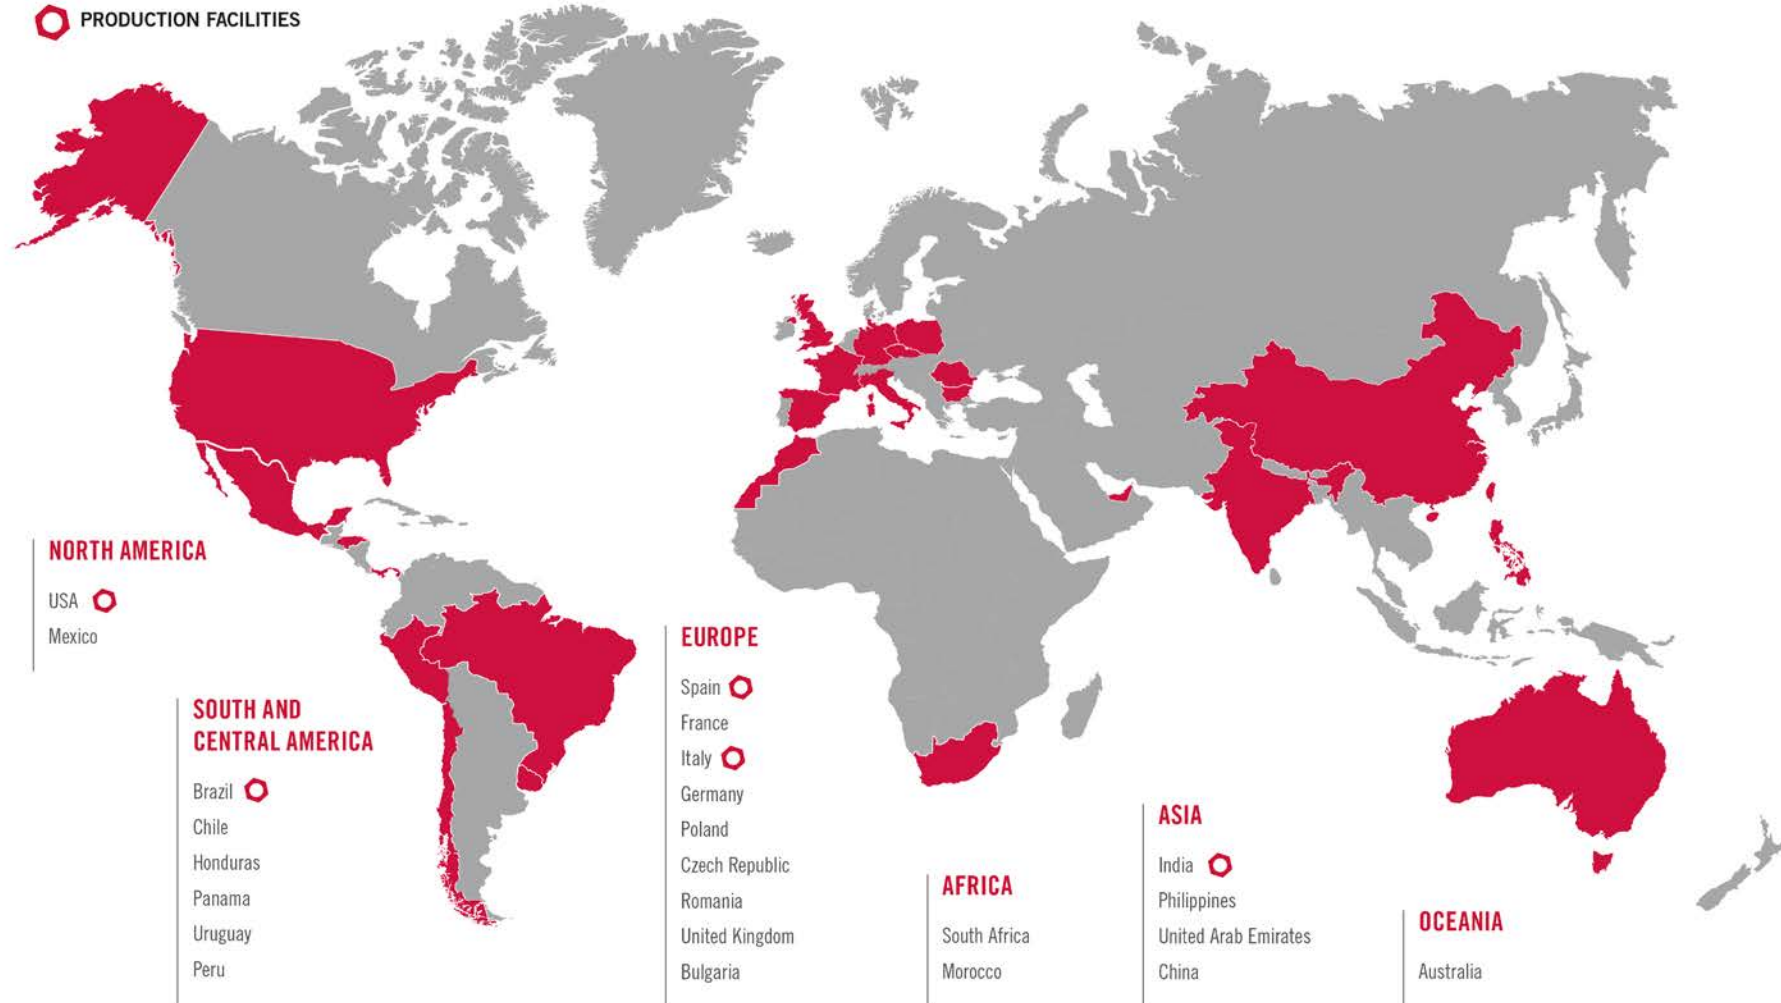 PRODUCTION FACILITIES
NORTH AMERICA
USA
Mexico
SOUTH AND
CENTRAL AMERICA
Brazil
Chile
Honduras
Panama
Uruguay
Peru
EUROPE
Spain
France
Italy
Germany
Poland
Czech Republic
Romania
United Kingdom
Bulgaria
AFRICA
South Africa
Morocco
ASIA
India
Philippines
United Arab Emirates
China
OCEANIA
Australia